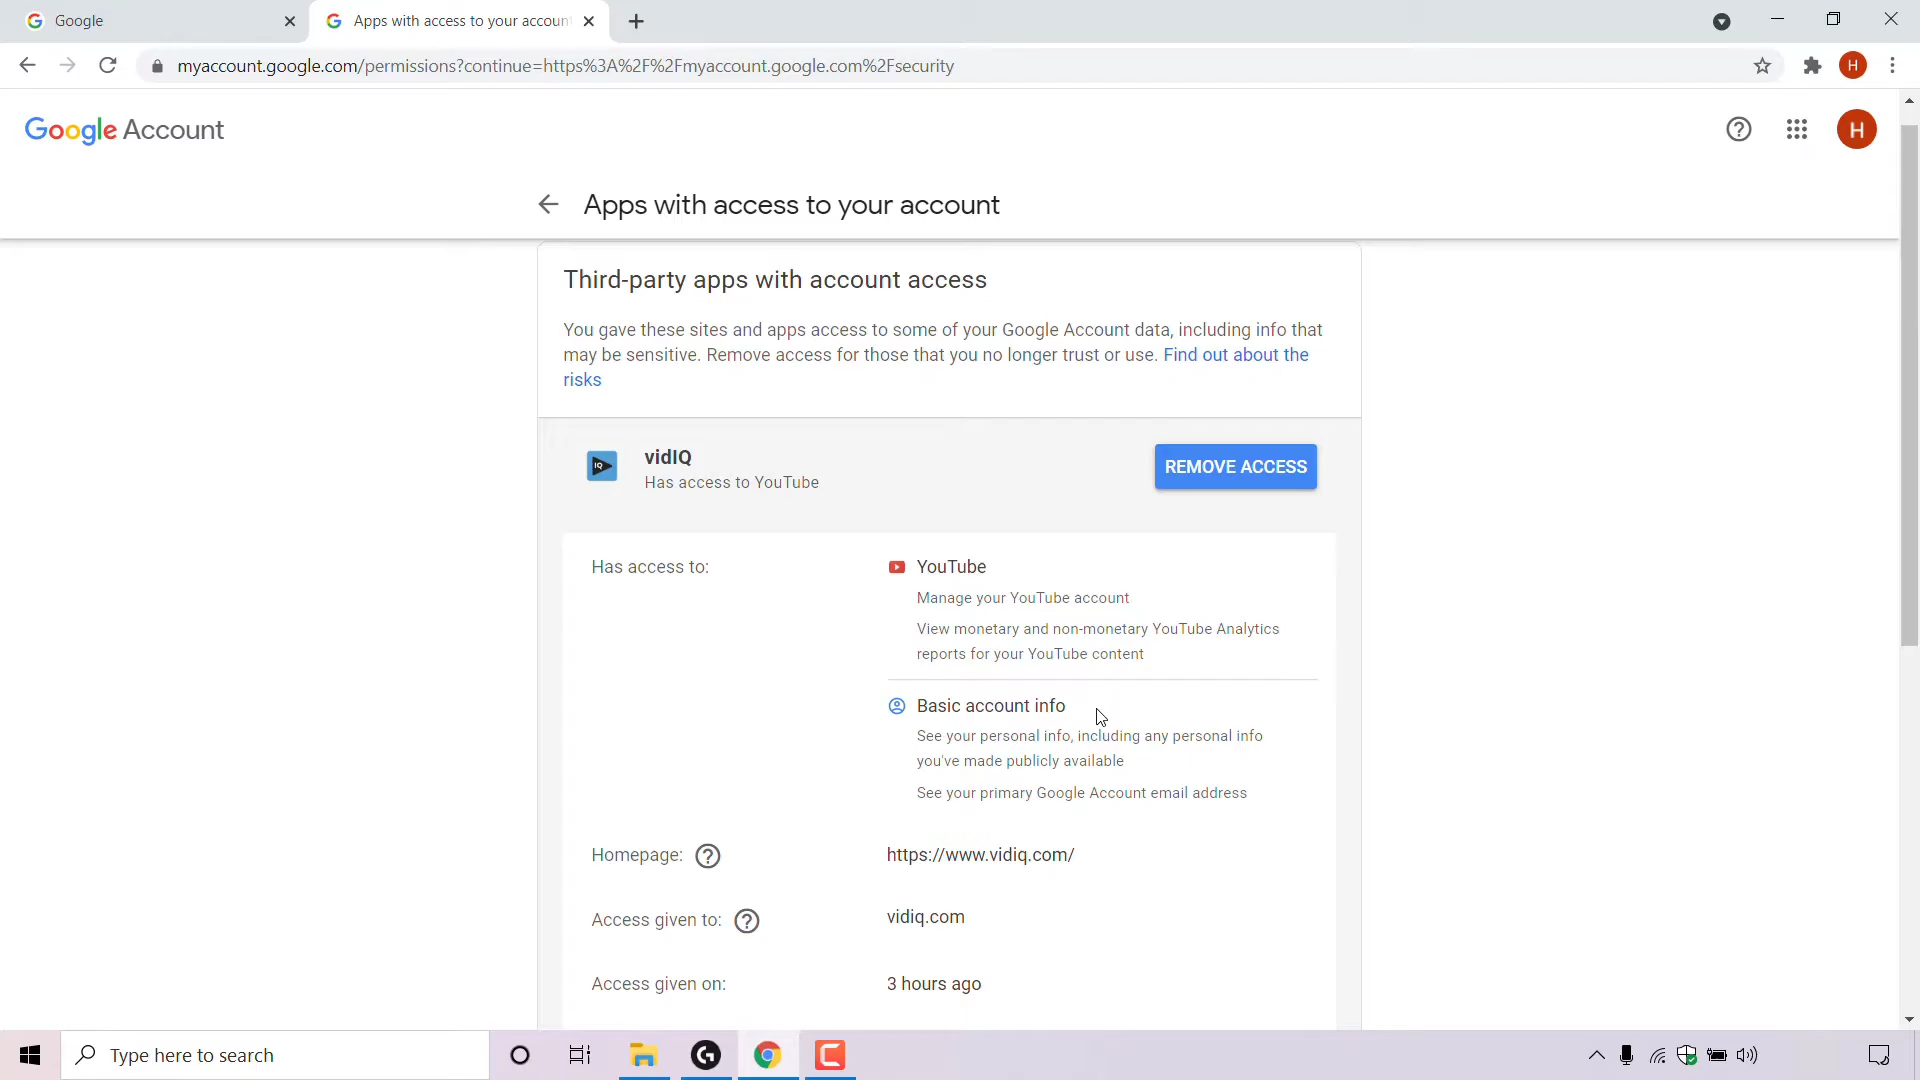 Google
Apps with access to your accoun
myaccount.google.com/permissions?continue=https%3A%2F%2Fmyaccount.google.com%2Fsecurity
H
Google Account
H
Apps with access to your account
Third-party apps with account access
You gave these sites and apps access to some of your Google Account data, including info that
may be sensitive. Remove access for those that you no longer trust or use. Find out about the
risks
IQ
vidIQ
Has access to YouTube
REMOVE ACCESS
Has access to:
YouTube
Manage your YouTube account
View monetary and non-monetary YouTube Analytics
reports for your YouTube content
Basic account info
See your personal info, including any personal info
you've made publicly available
See your primary Google Account email address
Homepage:
https://www.vidiq.com/
Access given to:
vidiq.com
Access given on:
3 hours ago
Type here to search